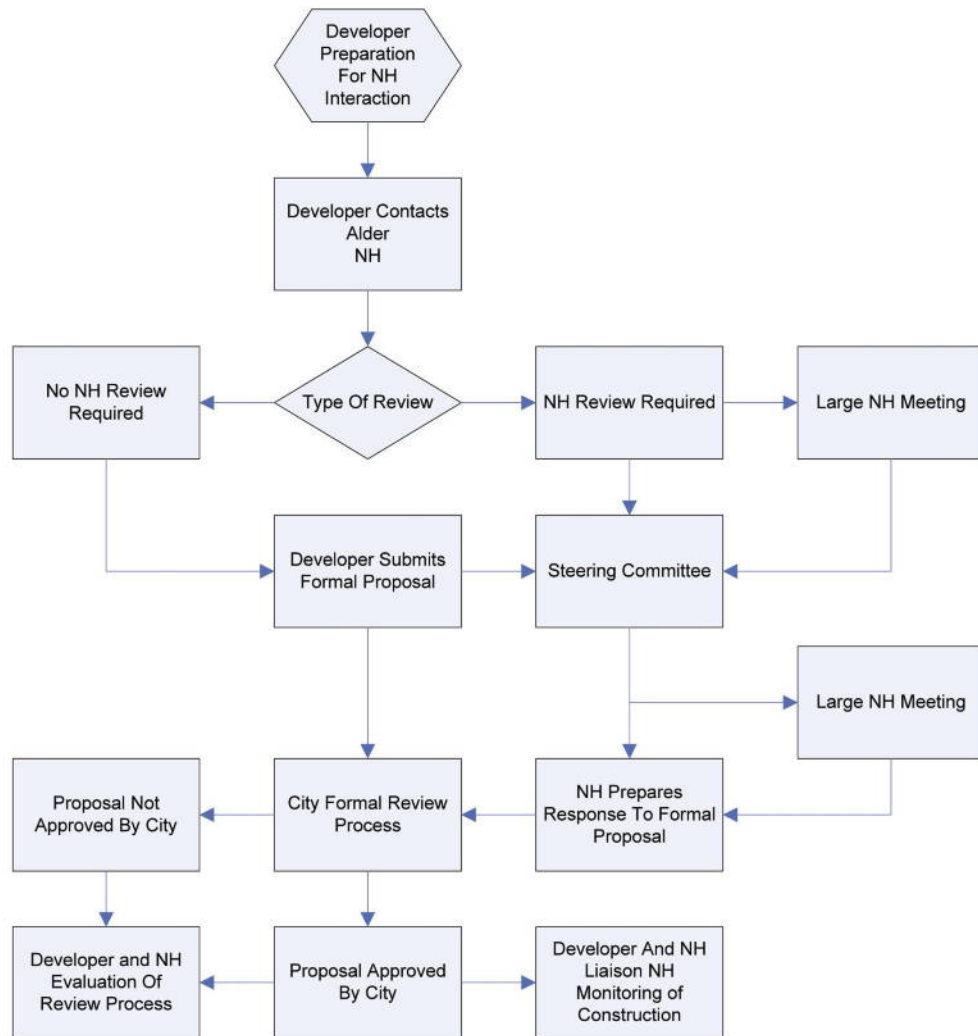 Developer
Preparation
For NH
Interaction
Developer Contacts
Alder
NH
No NH Review
Required
Type Of Review
NH Review Required
Large NH Meeting
Developer Submits
Formal Proposal
Steering Committee
Large NH Meeting
Proposal Not
Approved By City
City Formal Review
Process
NH Prepares
Response To Formal
Proposal
Developer and NH
Evaluation Of
Review Process
Proposal Approved
By City
Developer And NH
Liaison NH
Monitoring of
Construction